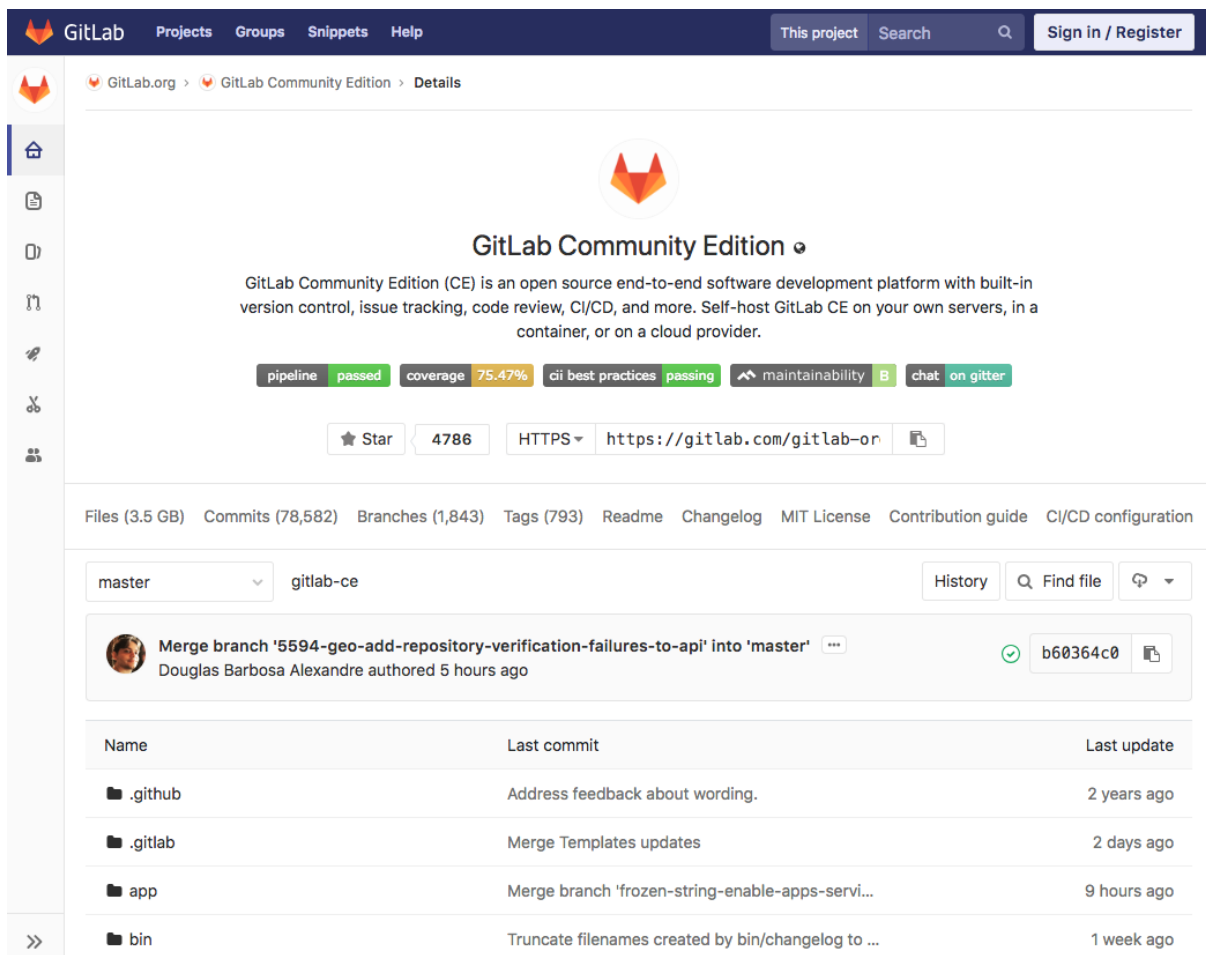 GitLab Projects Groups Snippets Help This project Search Sign in / Register
GitLab.org > GitLab Community Edition > Details
GitLab Community Edition
GitLab Community Edition (CE) is an open source end-to-end software development platform with built-in
version control, issue tracking, code review, CI/CD, and more. Self-host GitLab CE on your own servers, in a
container, or on a cloud provider.
pipeline passed coverage 75.47% cii best practices passing maintainability B chat on gitter
Star 4786 HTTPS https://gitlab.com/gitlab-or
Files (3.5 GB) Commits (78,582) Branches (1,843) Tags (793) Readme Changelog MIT License Contribution guide CI/CD configuration
master gitlab-ce History Find file
Merge branch '5594-geo-add-repository-verification-failures-to-api' into 'master' ...
Douglas Barbosa Alexandre authored 5 hours ago
b60364c0
Name Last commit Last update
.github Address feedback about wording. 2 years ago
.gitlab Merge Templates updates 2 days ago
app Merge branch 'frozen-string-enable-apps-servi... 9 hours ago
bin Truncate filenames created by bin/changelog to ... 1 week ago